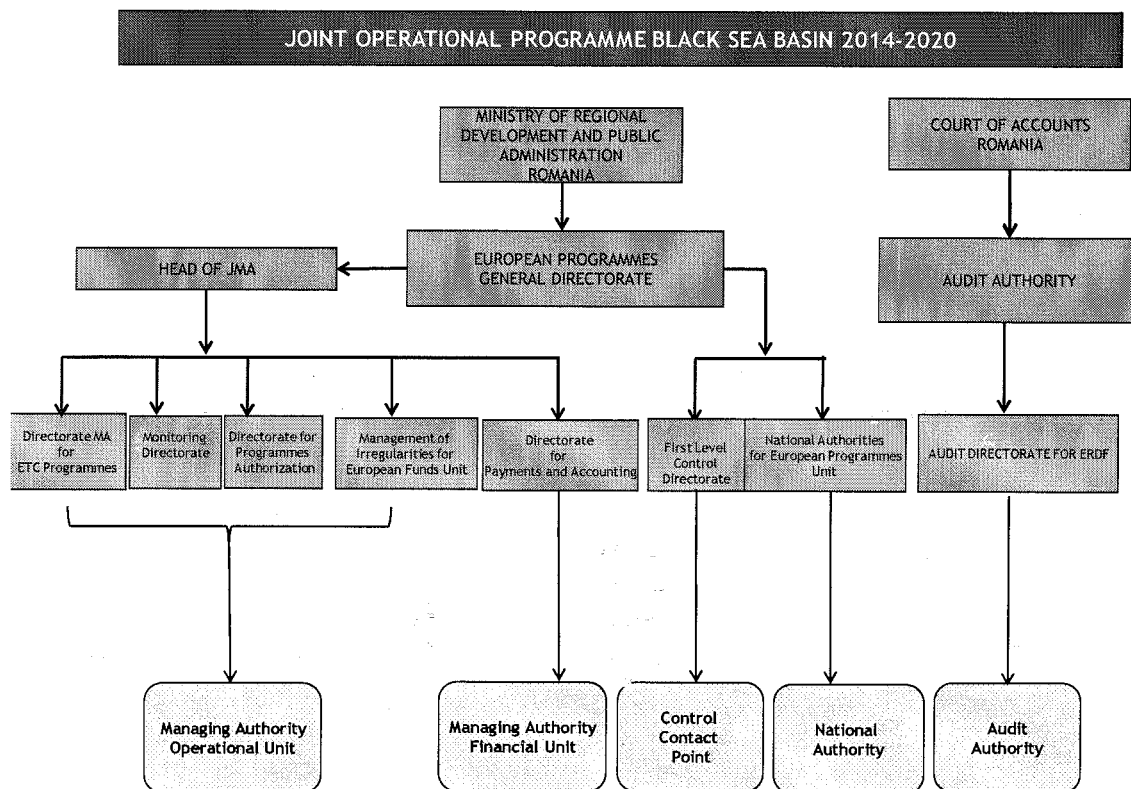 JOINT OPERATIONAL PROGRAMME BLACK SEA BASIN 2014-2020
MINISTRY OF REGIONAL
DEVELOPMENT AND PUBLIC
ADMINISTRATION
ROMANIA
COURT OF ACCOUNTS
ROMANIA
HEAD OF JMA
EUROPEAN PROGRAMMES
GENERAL DIRECTORATE
AUDIT AUTHORITY
Directorate MA
for
ETC Programmes
Monitoring
Directorate
Directorate for
Programmes
Authorization
Management of
Irregularities for
European Funds Unit
Directorate
for
Payments and Accounting
First Level
Control
Directorate
National Authorities
for European Programmes
Unit
AUDIT DIRECTORATE FOR ERDF
Managing Authority
Operational Unit
Managing Authority
Financial Unit
Control
Contact
Point
National
Authority
Audit
Authority